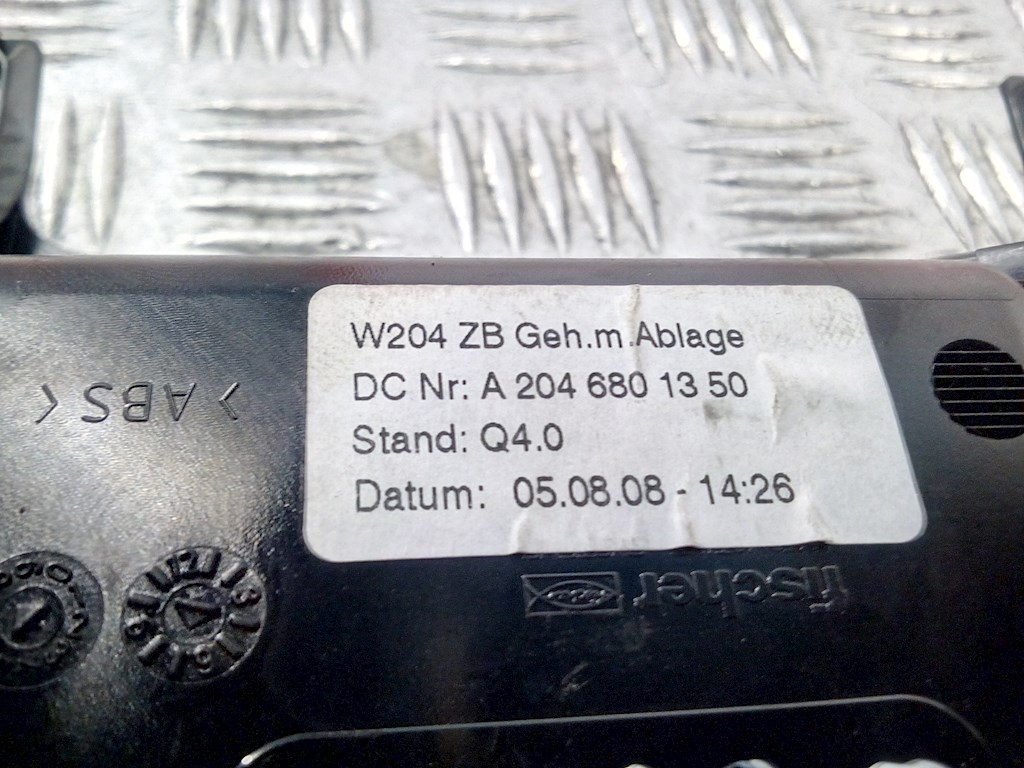 W204 ZB Geh.m.Ablage
DC Nr: A 204 680 13 50
Stand: Q4.0
Datum: 05.08.08 - 14:26
>ABS<
fischer